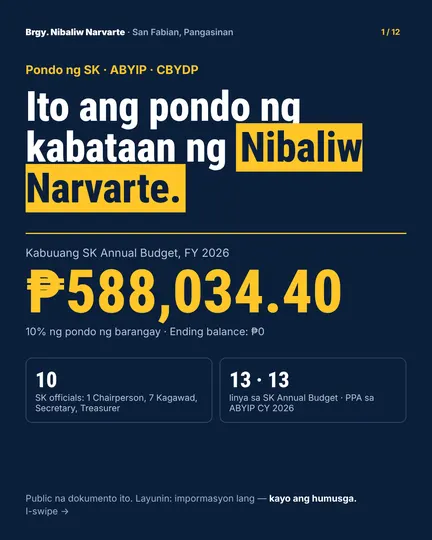 Brgy. Nibaliw Narvarte · San Fabian, Pangasinan
1 / 12
Pondo ng SK · ABYIP · CBYDP
Ito ang pondo ng
kabataan ng Nibaliw
Narvarte.
Kabuuang SK Annual Budget, FY 2026
₱588,034.40
10% ng pondo ng barangay · Ending balance: ₱0
10
SK officials: 1 Chairperson, 7 Kagawad,
Secretary, Treasurer
13 · 13
linya sa SK Annual Budget · PPA sa
ABYIP CY 2026
Public na dokumento ito. Layunin: impormasyon lang — kayo ang humusga.
I-swipe →